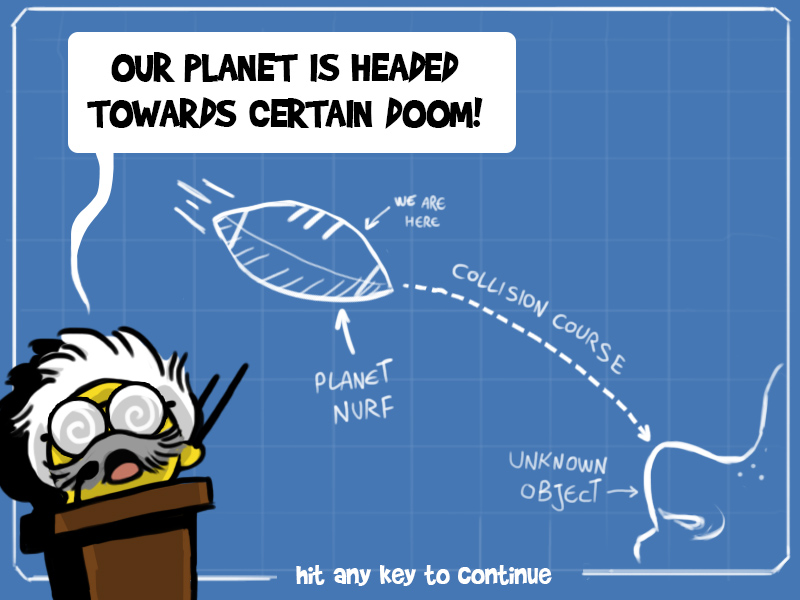 OUR PLANET IS HEADED
TOWARDS CERTAIN DOOM!
WE ARE
HERE
COLLISION COURSE
PLANET
NURF
UNKNOWN
OBJECT
hit any key to continue